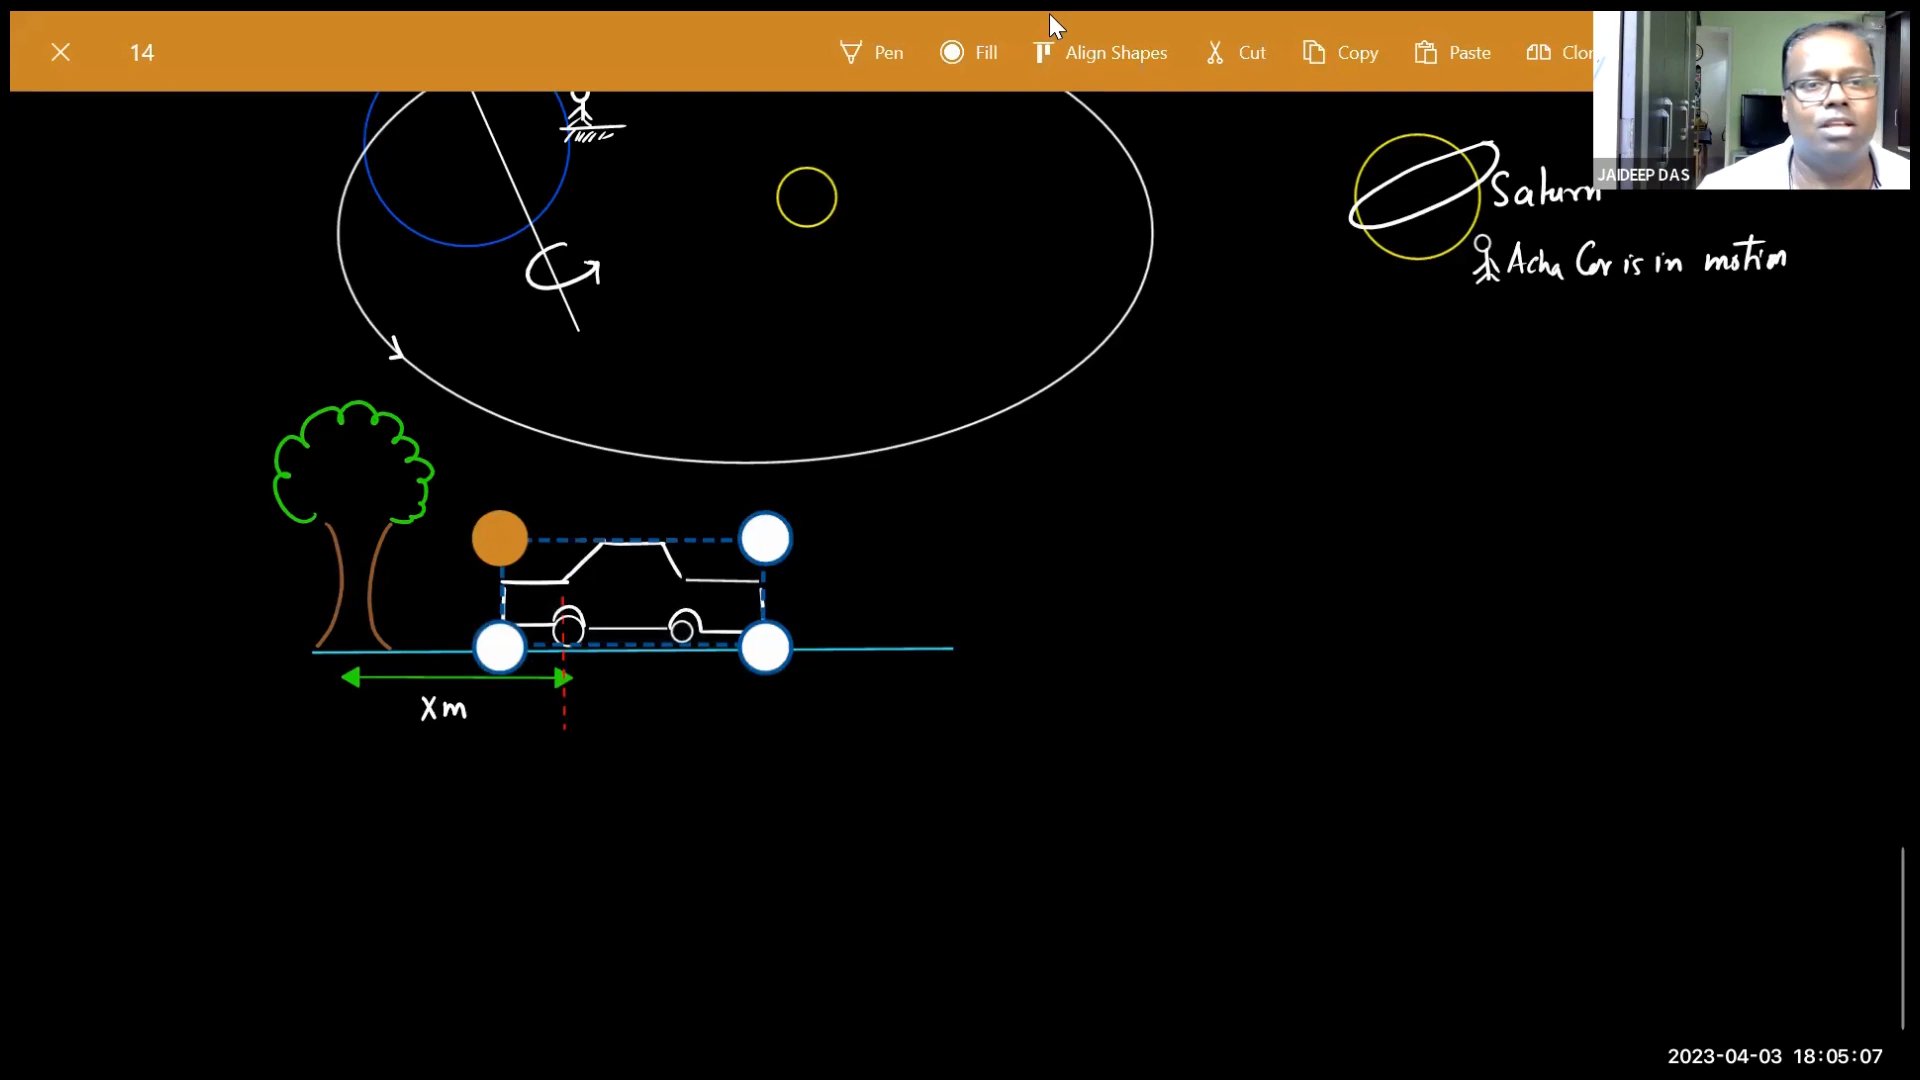 14 Pen Fill Align Shapes Cut Copy Paste Clon
JAIDEEP DAS
Saturn
Acha Car is in motion
X m
2023-04-03 18:05:07